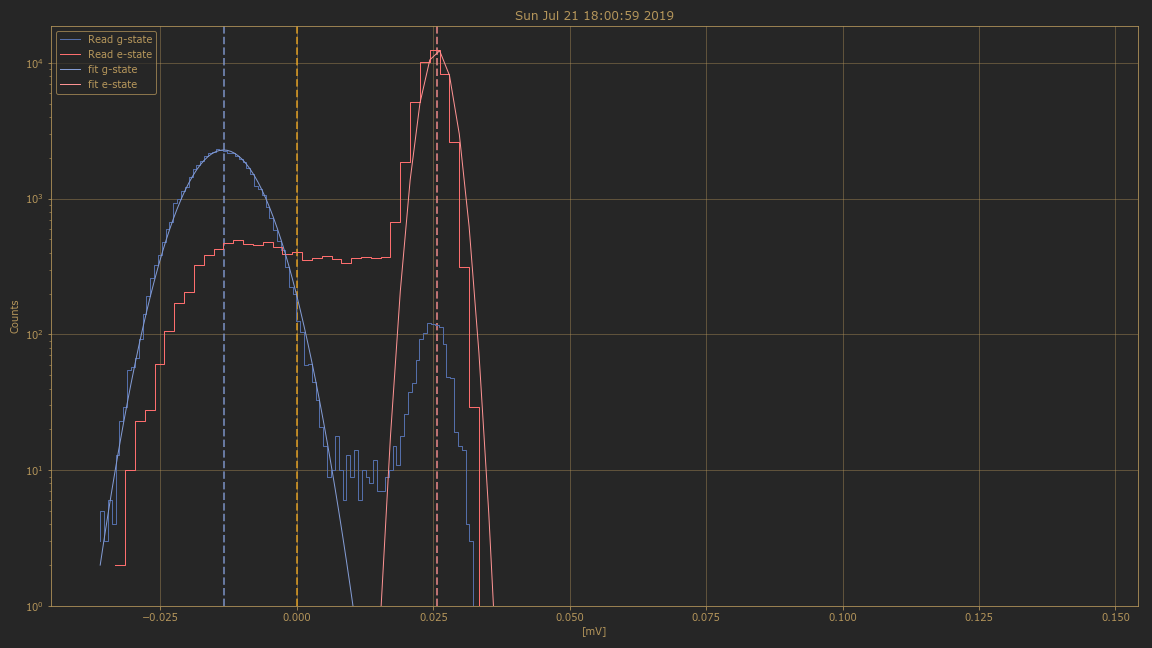 Sun Jul 21 18:00:59 2019
Read g-state
Read e-state
fit g-state
fit e-state
Counts
10⁴
10³
10²
10¹
10⁰
−0.025 0.000 0.025 0.050 0.075 0.100 0.125 0.150
[mV]